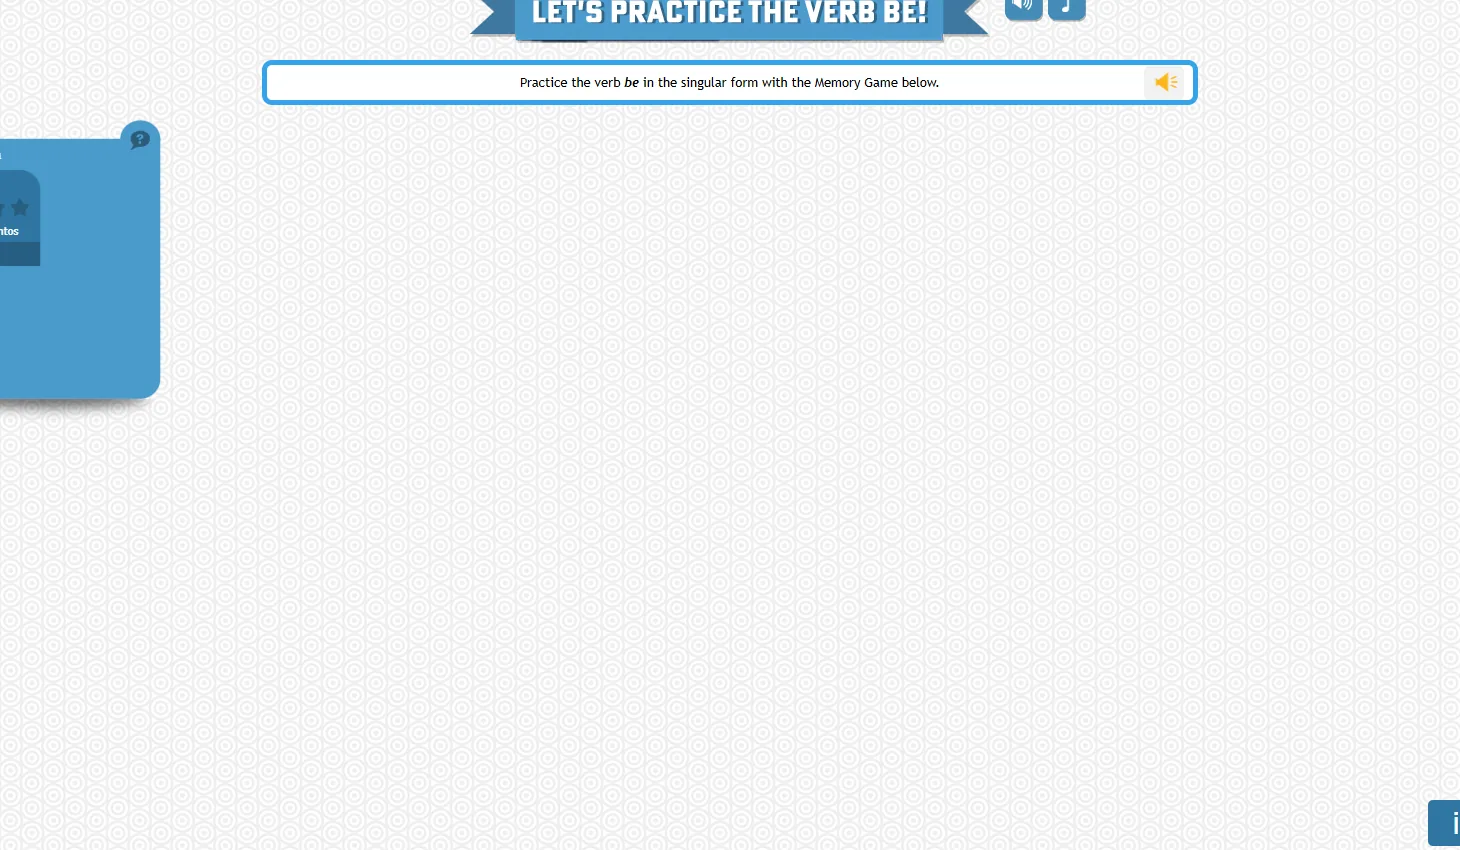 LET'S PRACTICE THE VERB BE!
Practice the verb be in the singular form with the Memory Game below.
?
ntos
i